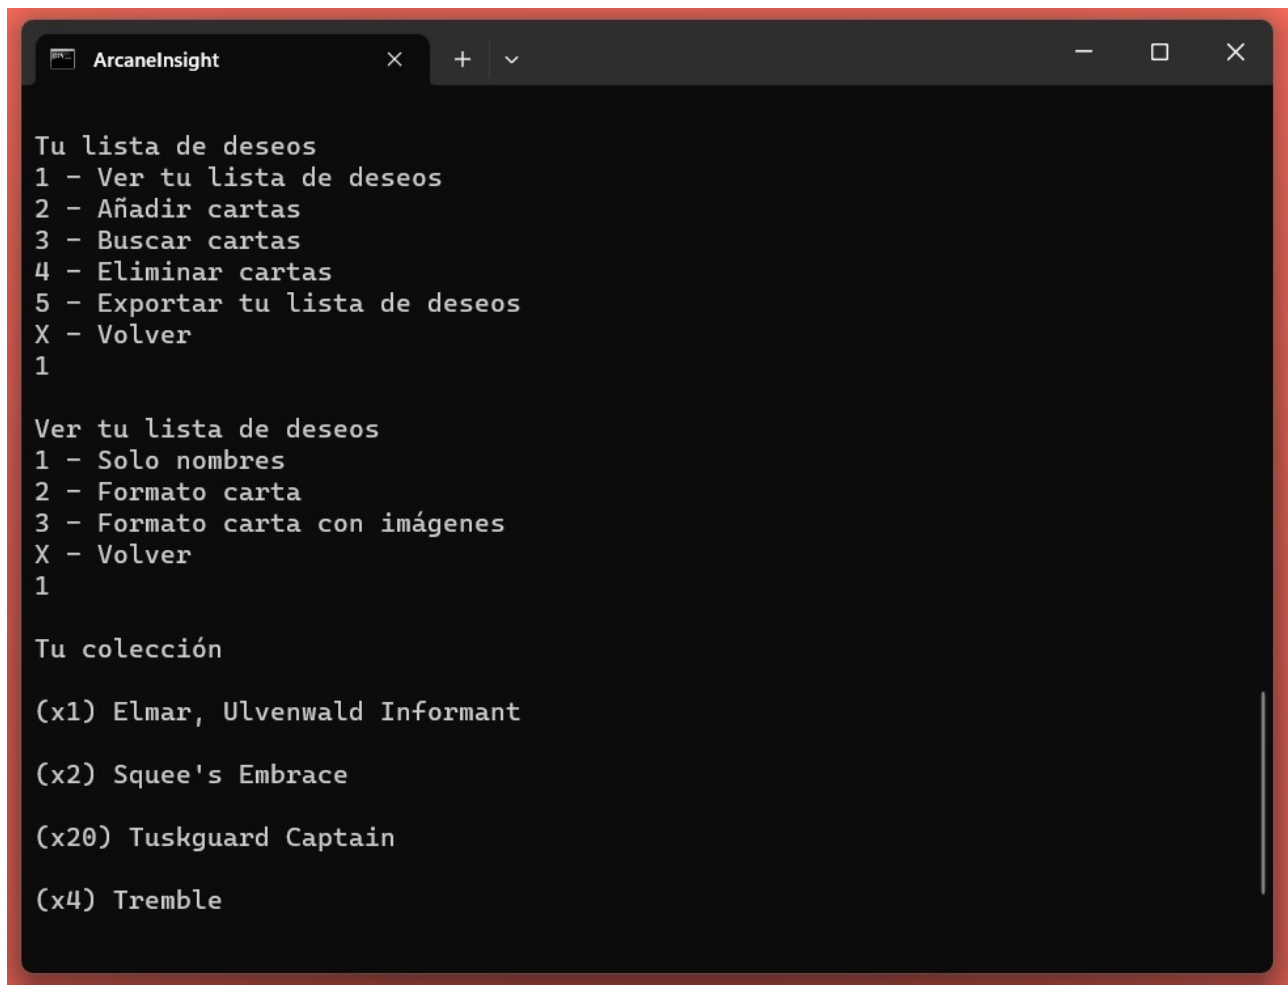 ArcaneInsight
Tu lista de deseos
1 - Ver tu lista de deseos
2 - Añadir cartas
3 - Buscar cartas
4 - Eliminar cartas
5 - Exportar tu lista de deseos
X - Volver
1
Ver tu lista de deseos
1 - Solo nombres
2 - Formato carta
3 - Formato carta con imágenes
X - Volver
1
Tu colección
(x1) Elmar, Ulvenwald Informant
(x2) Squee's Embrace
(x20) Tuskguard Captain
(x4) Tremble